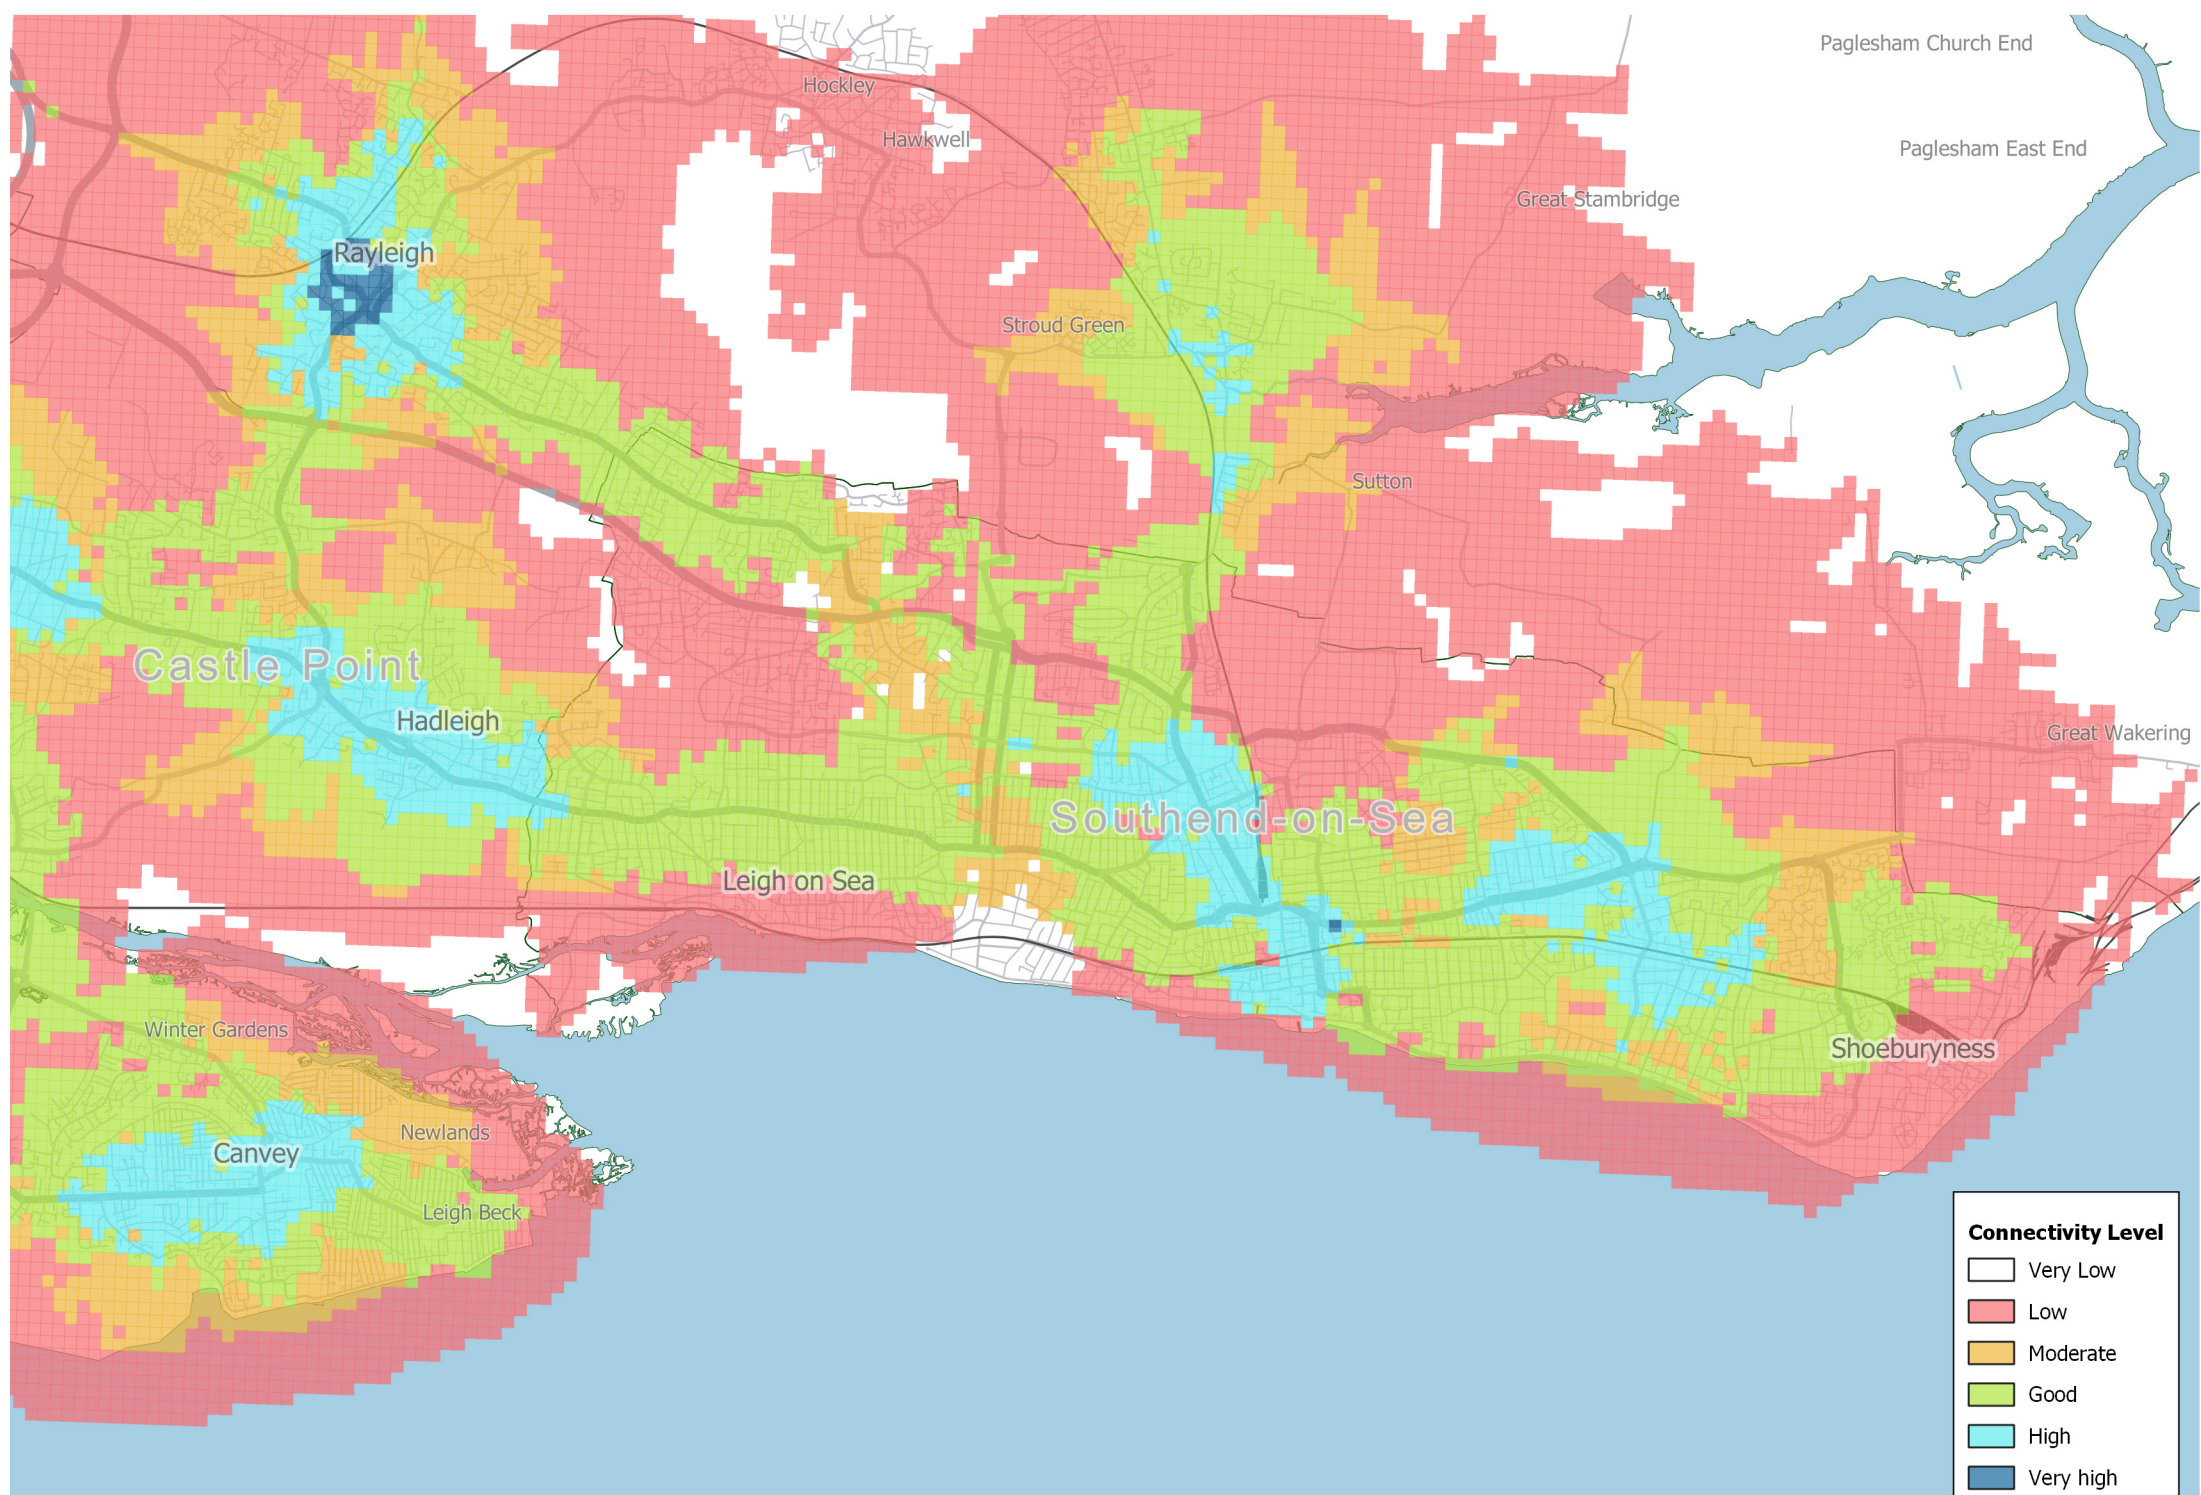 Paglesham Church End
Hockley
Hawkwell
Paglesham East End
Great Stambridge
Rayleigh
Stroud Green
Sutton
Castle Point
Hadleigh
Great Wakering
Southend-on-Sea
Leigh on Sea
Winter Gardens
Shoeburyness
Newlands
Canvey
Leigh Beck
Connectivity Level
Very Low
Low
Moderate
Good
High
Very high